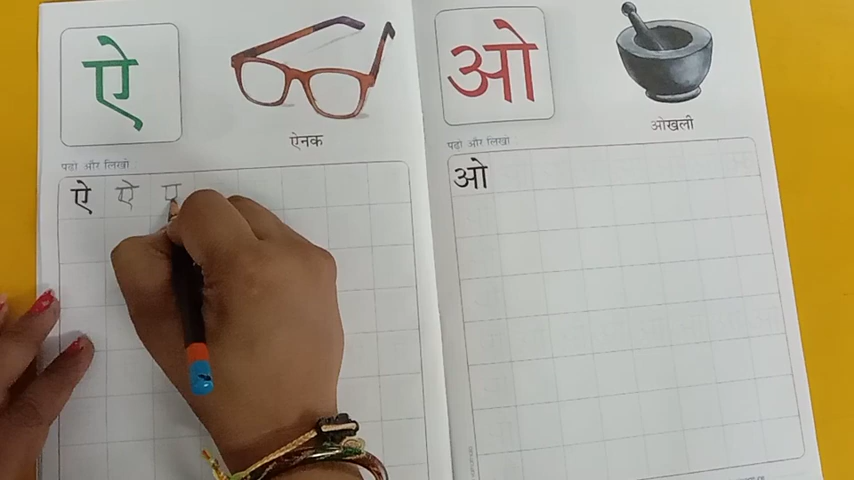 ऐ
ऐनक
पढ़ो और लिखो
ऐ ऐ
ओ
ओखली
पढ़ो और लिखो
ओ